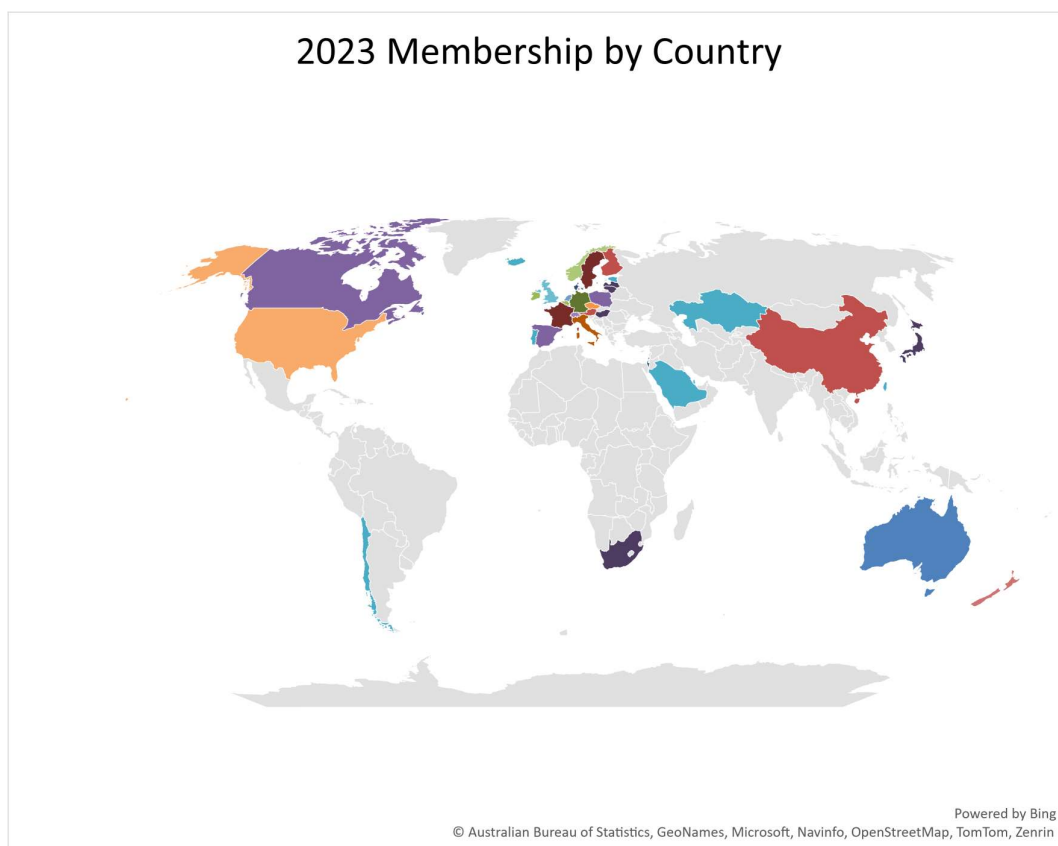 2023 Membership by Country
Powered by Bing
© Australian Bureau of Statistics, GeoNames, Microsoft, Navinfo, OpenStreetMap, TomTom, Zenrin